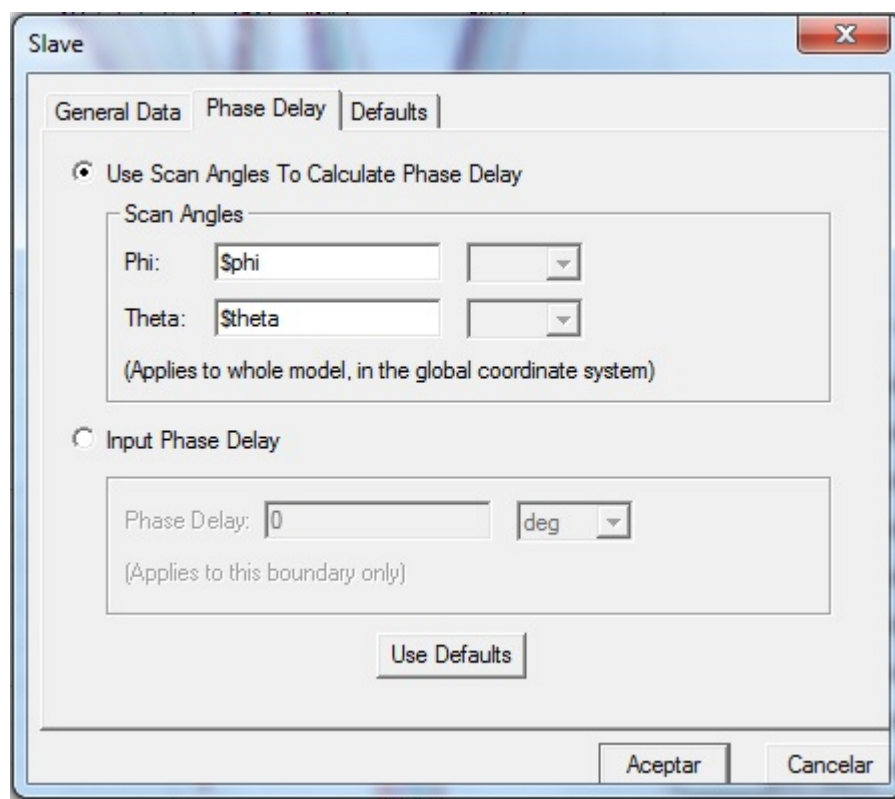 Slave
General Data Phase Delay Defaults
Use Scan Angles To Calculate Phase Delay
Scan Angles
Phi: $phi
Theta: $theta
(Applies to whole model, in the global coordinate system)
Input Phase Delay
Phase Delay: 0 deg
(Applies to this boundary only)
Use Defaults
Aceptar Cancelar